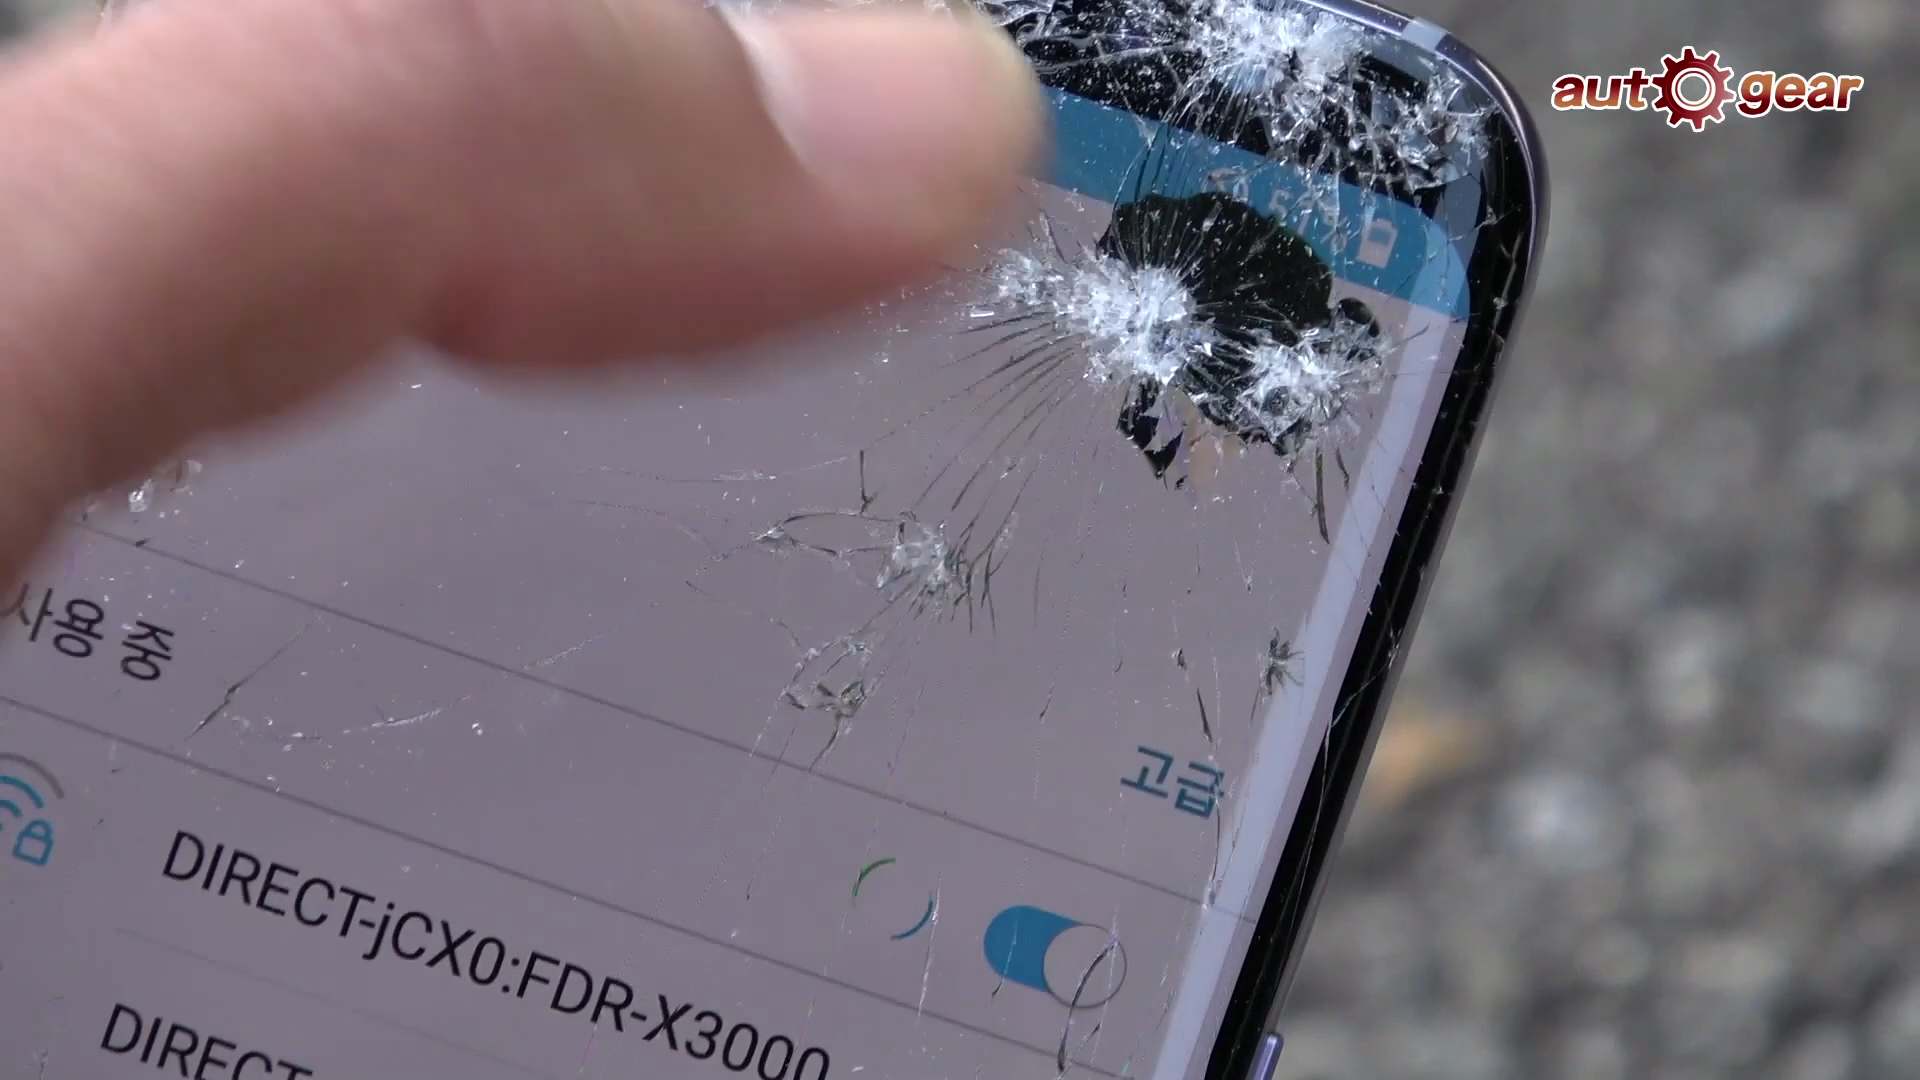 autogear
사용 중
고급
DIRECT-jCX0:FDR-X3000
DIRECT